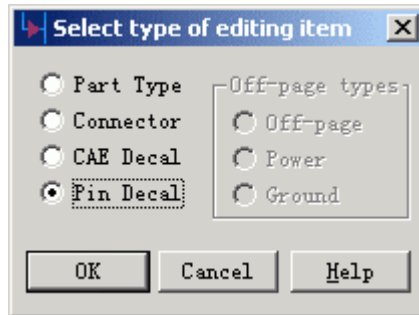 Select type of editing item
Part Type
Connector
CAE Decal
Pin Decal
Off-page types
Off-page
Power
Ground
OK Cancel Help